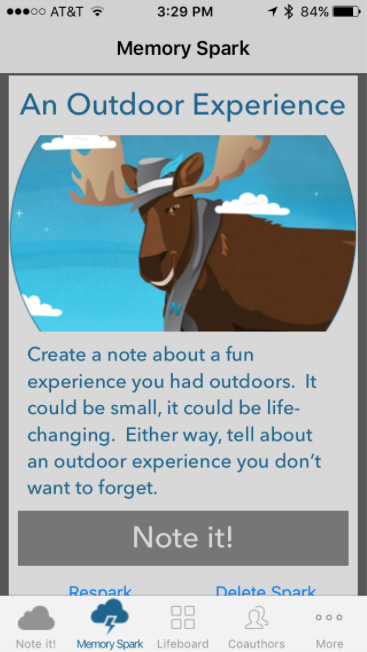 AT&T 3:29 PM 84%
Memory Spark
An Outdoor Experience
N
Create a note about a fun
experience you had outdoors. It
could be small, it could be life-
changing. Either way, tell about
an outdoor experience you don't
want to forget.
Note it!
Respark Delete Spark
Note it! Memory Spark Lifeboard Coauthors More